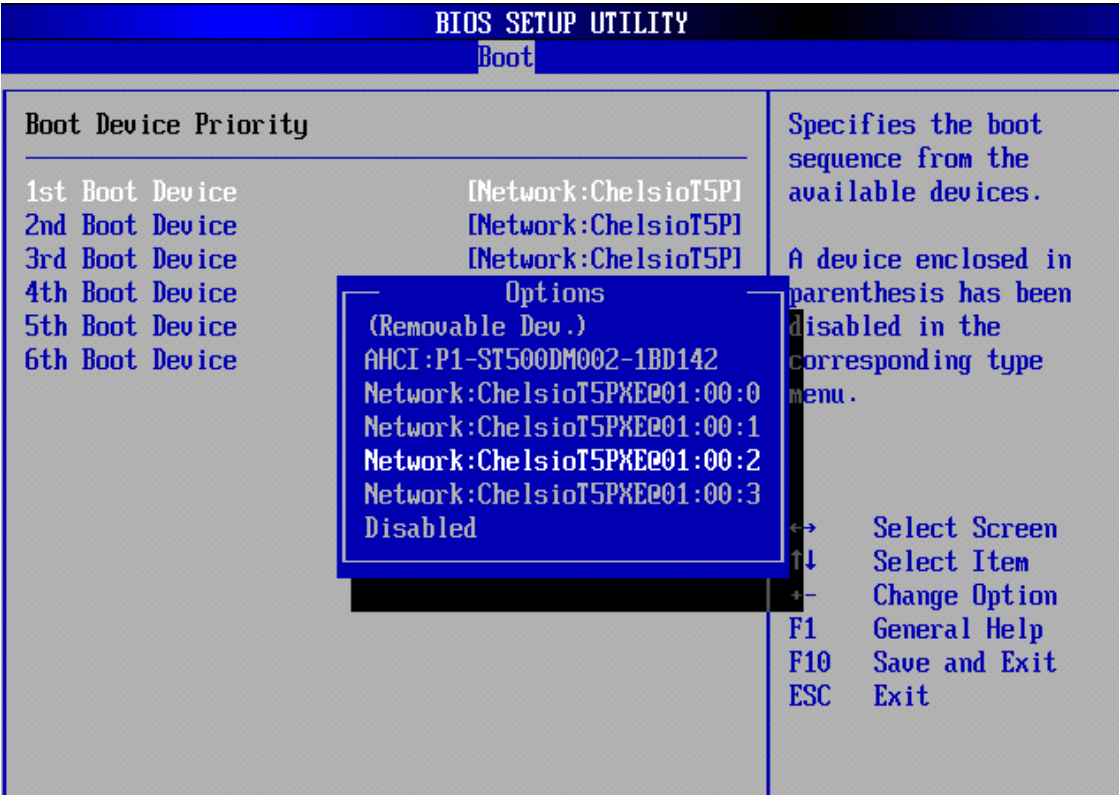 BIOS SETUP UTILITY
Boot
Boot Device Priority
1st Boot Device [Network:ChelsioT5P]
2nd Boot Device [Network:ChelsioT5P]
3rd Boot Device [Network:ChelsioT5P]
4th Boot Device
5th Boot Device
6th Boot Device
Options
(Removable Dev.)
AHCI:P1-ST500DM002-1BD142
Network:ChelsioT5PXE@01:00:0
Network:ChelsioT5PXE@01:00:1
Network:ChelsioT5PXE@01:00:2
Network:ChelsioT5PXE@01:00:3
Disabled
Specifies the boot
sequence from the
available devices.
A device enclosed in
parenthesis has been
disabled in the
corresponding type
menu.
↔ Select Screen
↑↓ Select Item
+- Change Option
F1 General Help
F10 Save and Exit
ESC Exit